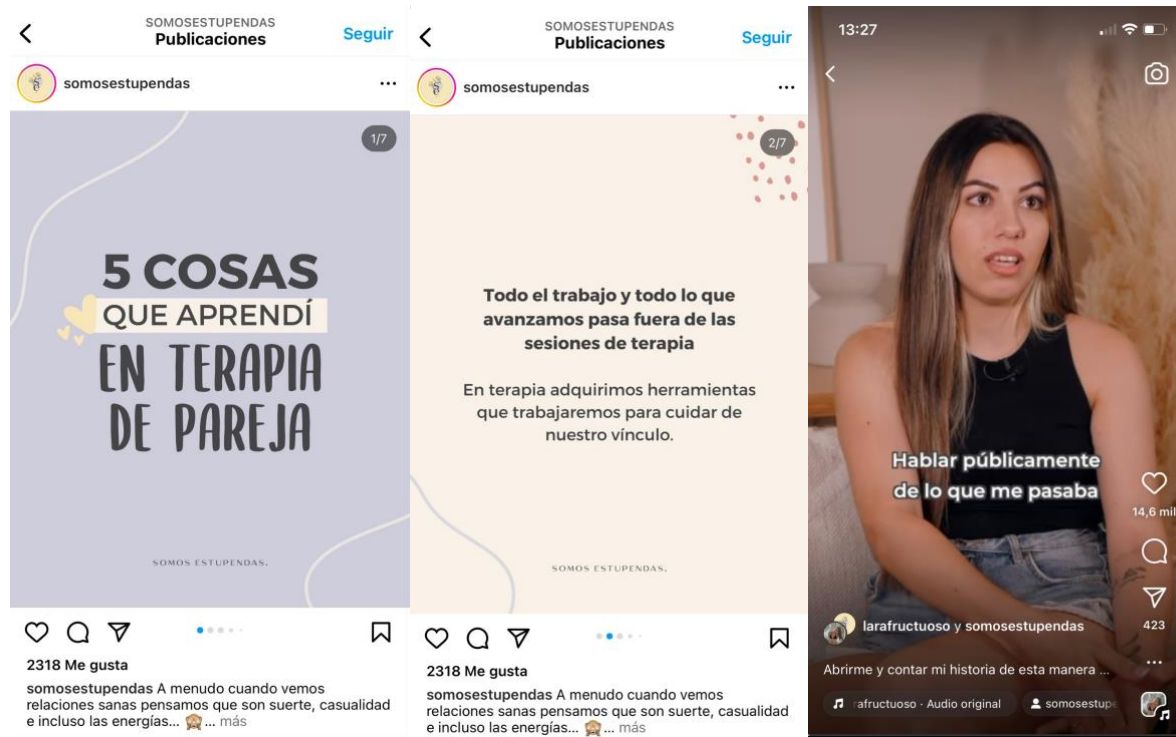 SOMOSESTUPENDAS
Publicaciones
Seguir
somosestupendas
1/7
5 COSAS
QUE APRENDÍ
EN TERAPIA
DE PAREJA
SOMOS ESTUPENDAS.
2318 Me gusta
somosestupendas A menudo cuando vemos
relaciones sanas pensamos que son suerte, casualidad
e incluso las energías... 🙈... más
SOMOSESTUPENDAS
Publicaciones
Seguir
somosestupendas
2/7
Todo el trabajo y todo lo que
avanzamos pasa fuera de las
sesiones de terapia
En terapia adquirimos herramientas
que trabajaremos para cuidar de
nuestro vínculo.
SOMOS ESTUPENDAS.
2318 Me gusta
somosestupendas A menudo cuando vemos
relaciones sanas pensamos que son suerte, casualidad
e incluso las energías... 🙈... más
13:27
Hablar públicamente
de lo que me pasaba
14,6 mil
423
larafructuoso y somosestupendas
Abrirme y contar mi historia de esta manera ...
rafructuoso · Audio original
somosestupe